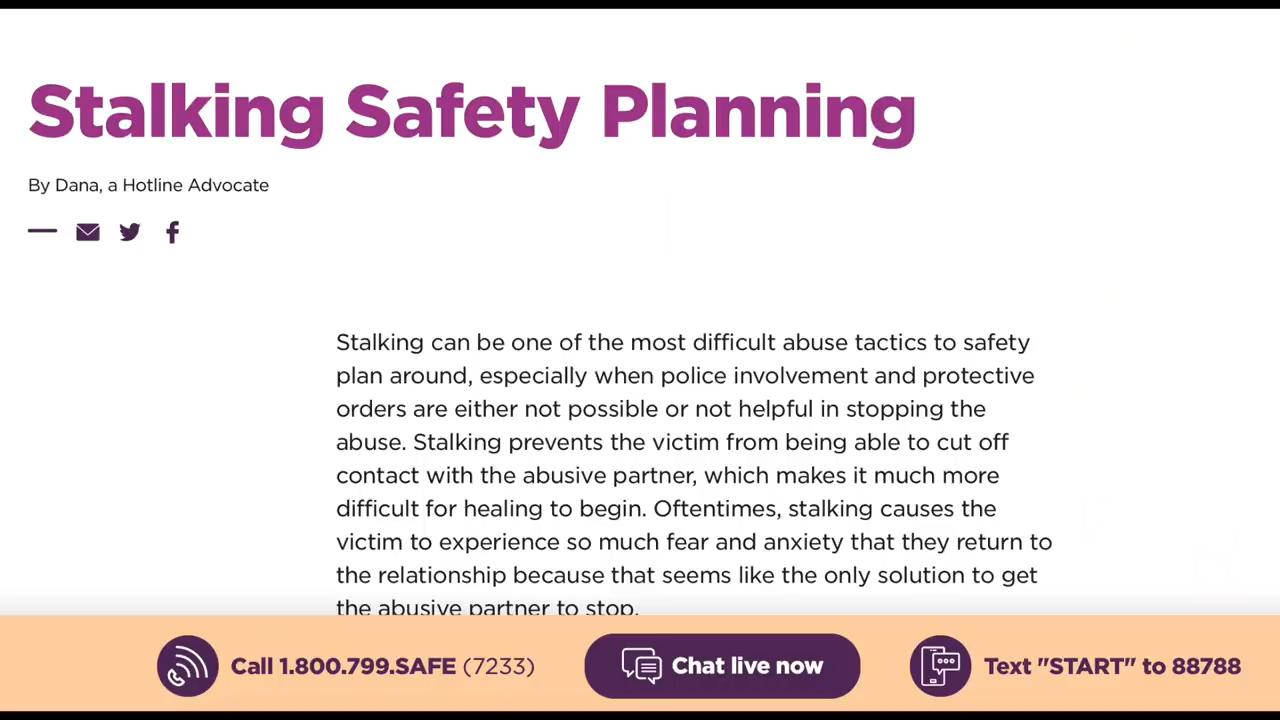 Stalking Safety Planning
By Dana, a Hotline Advocate
Stalking can be one of the most difficult abuse tactics to safety
plan around, especially when police involvement and protective
orders are either not possible or not helpful in stopping the
abuse. Stalking prevents the victim from being able to cut off
contact with the abusive partner, which makes it much more
difficult for healing to begin. Oftentimes, stalking causes the
victim to experience so much fear and anxiety that they return to
the relationship because that seems like the only solution to get
the abusive partner to stop.
Call 1.800.799.SAFE (7233)
Chat live now
Text "START" to 88788